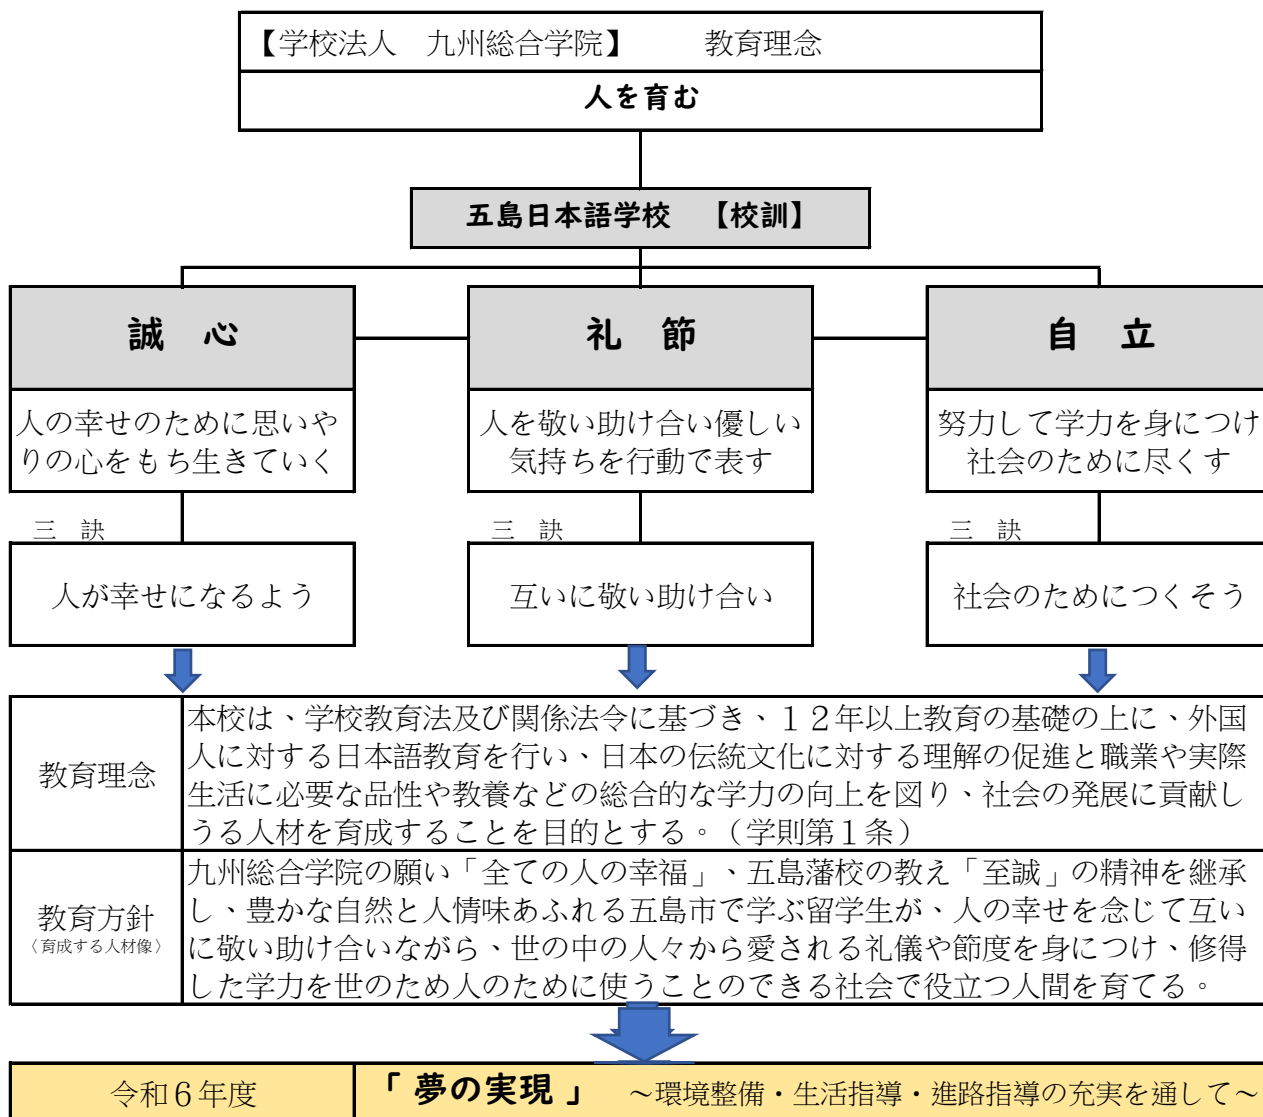 【学校法人　九州総合学院】　　教育理念
人を育む
五島日本語学校　【校訓】
誠　心
礼　節
自　立
人の幸せのために思いや
りの心をもち生きていく
人を敬い助け合い優しい
気持ちを行動で表す
努力して学力を身につけ
社会のために尽くす
三　訣
三　訣
三　訣
人が幸せになるよう
互いに敬い助け合い
社会のためにつくそう
教育理念
本校は、学校教育法及び関係法令に基づき、１２年以上教育の基礎の上に、外国
人に対する日本語教育を行い、日本の伝統文化に対する理解の促進と職業や実際
生活に必要な品性や教養などの総合的な学力の向上を図り、社会の発展に貢献し
うる人材を育成することを目的とする。（学則第１条）
教育方針
〈育成する人材像〉
九州総合学院の願い「全ての人の幸福」、五島藩校の教え「至誠」の精神を継承
し、豊かな自然と人情味あふれる五島市で学ぶ留学生が、人の幸せを念じて互い
に敬い助け合いながら、世の中の人々から愛される礼儀や節度を身につけ、修得
した学力を世のため人のために使うことのできる社会で役立つ人間を育てる。
令和６年度
「 夢の実現 」　～環境整備・生活指導・進路指導の充実を通して～